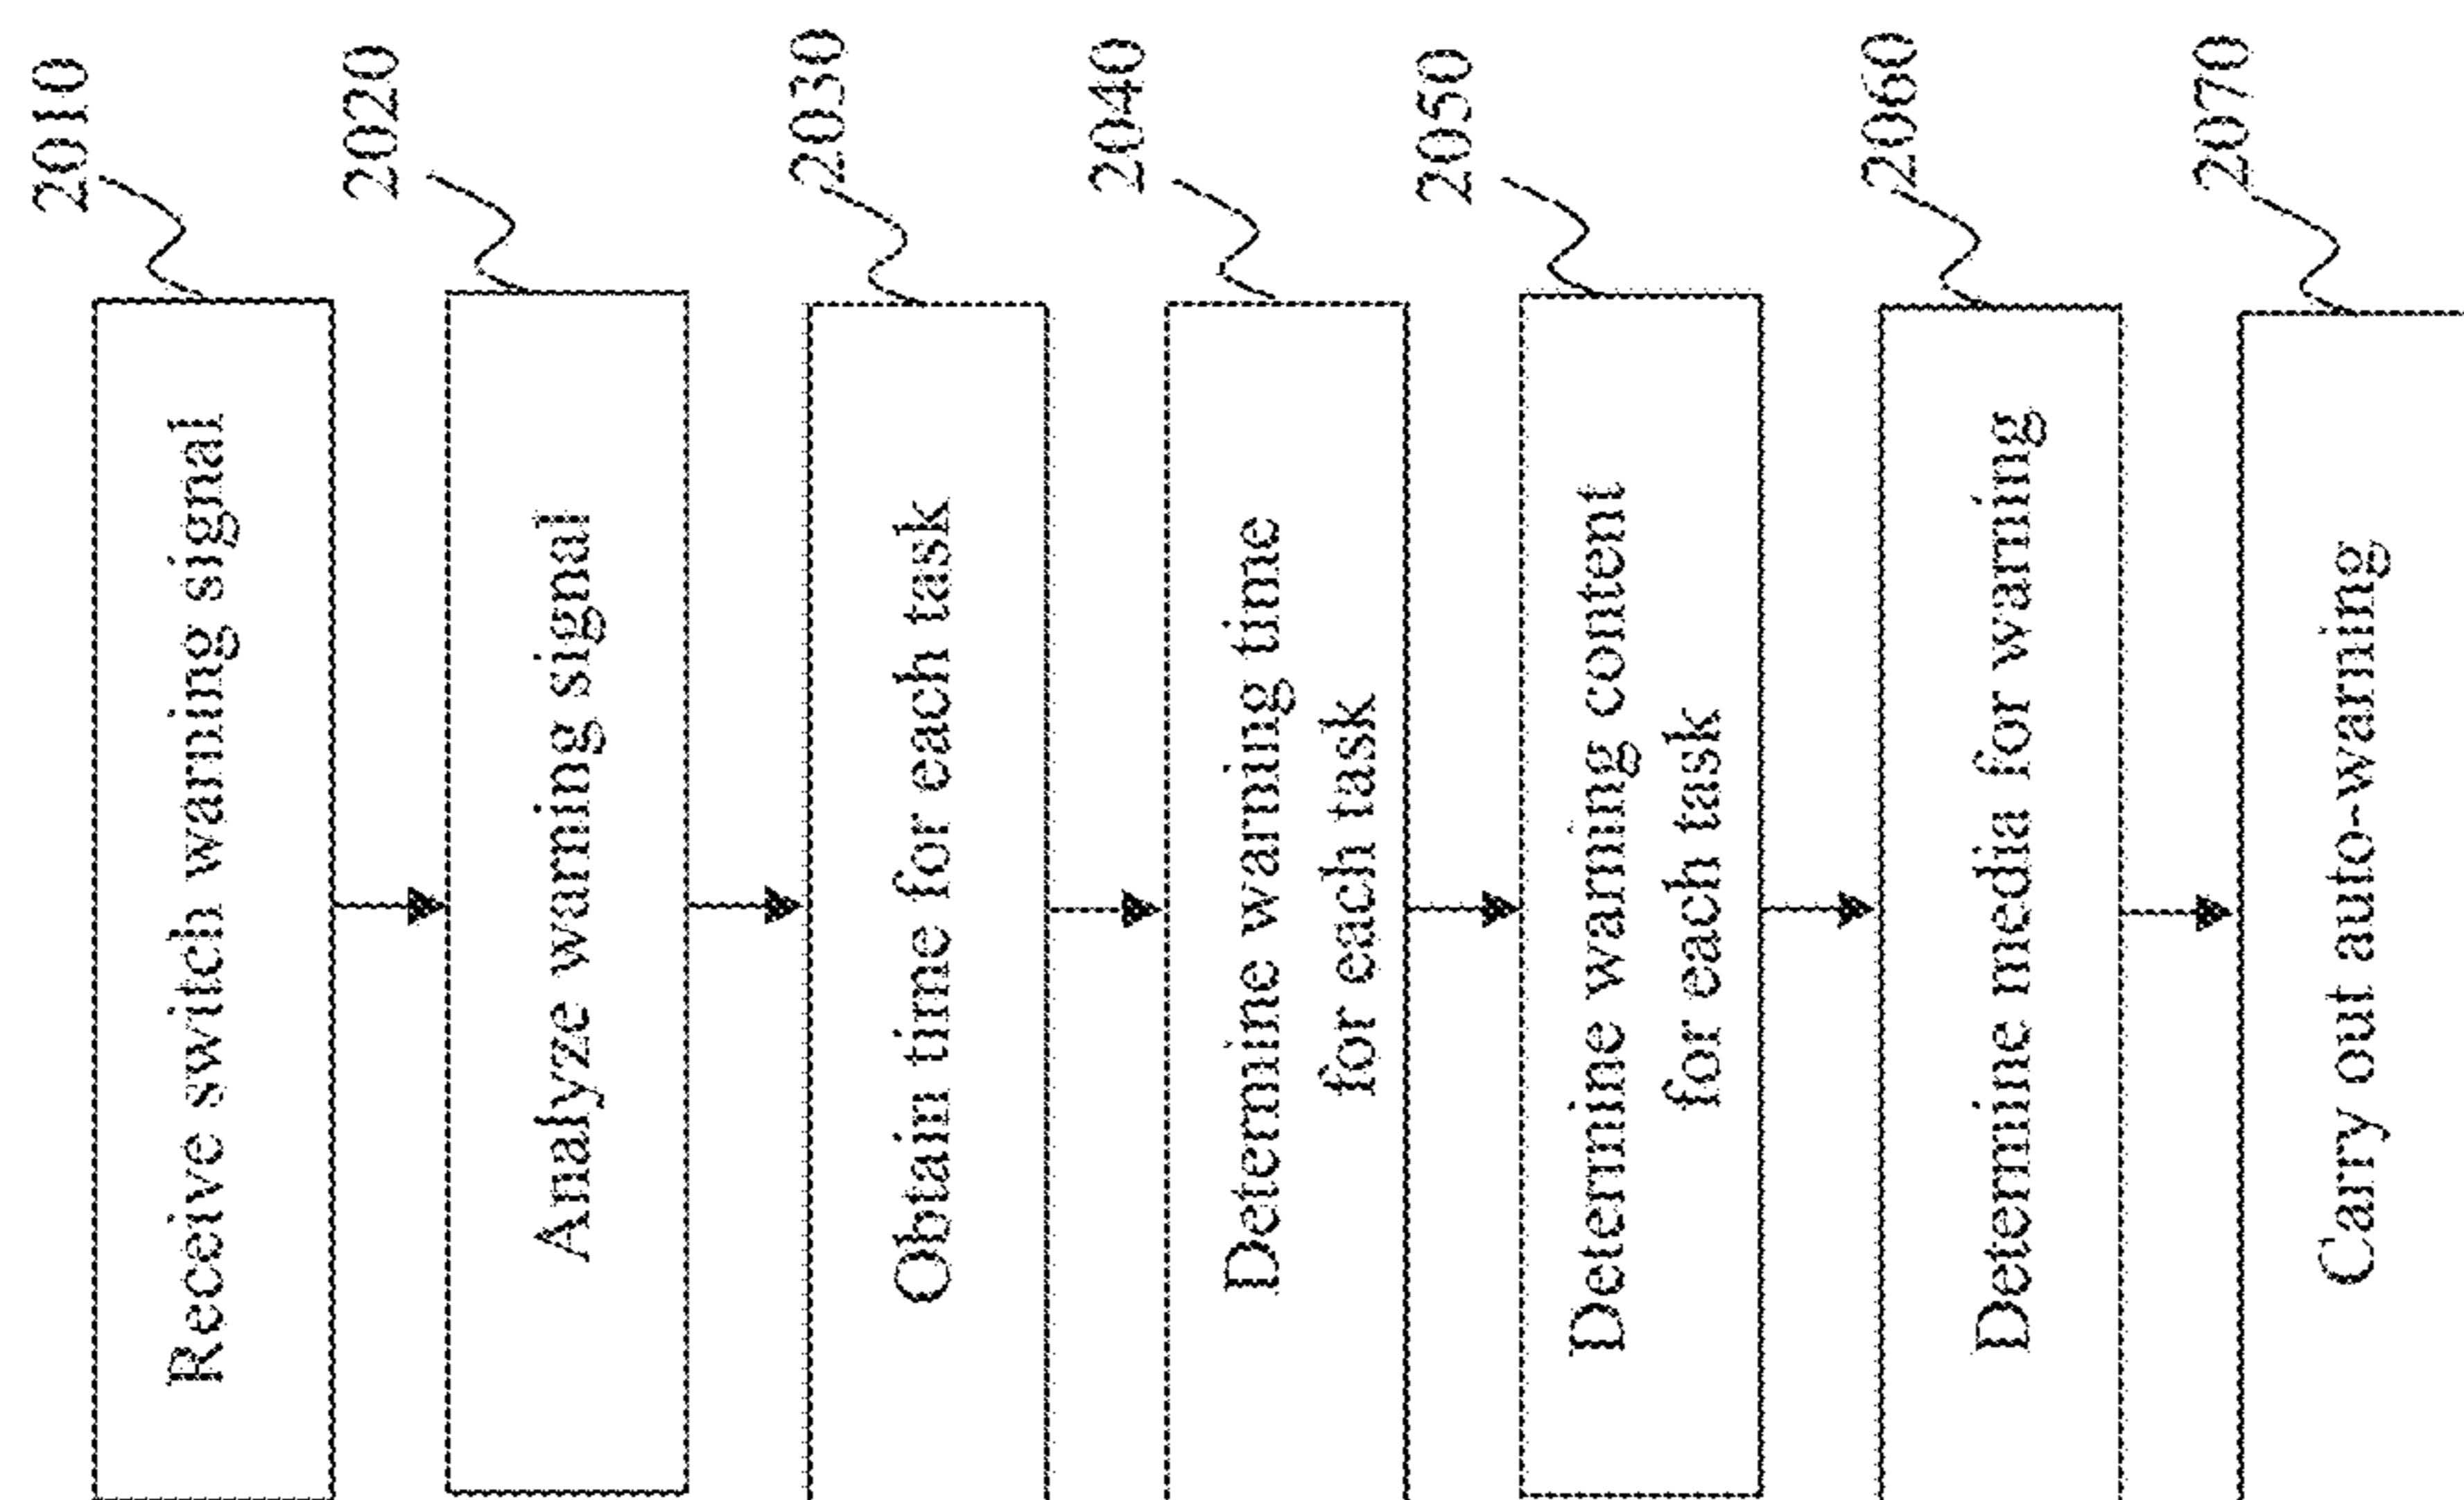 2010
Receive switch warning signal
2020
Analyze warning signal
2030
Obtain time for each task
2040
Determine warning time
for each task
2050
Determine warning content
for each task
2060
Determine media for warning
2070
Carry out auto-warning